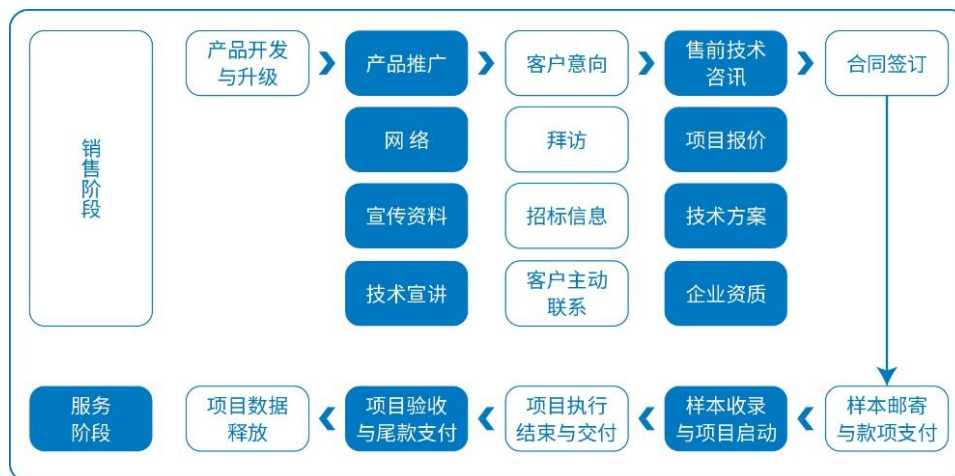 销售阶段
产品开发
与升级
产品推广
客户意向
售前技术
咨讯
合同签订
网 络
拜访
项目报价
宣传资料
招标信息
技术方案
技术宣讲
客户主动
联系
企业资质
服务
阶段
项目数据
释放
项目验收
与尾款支付
项目执行
结束与交付
样本收录
与项目启动
样本邮寄
与款项支付